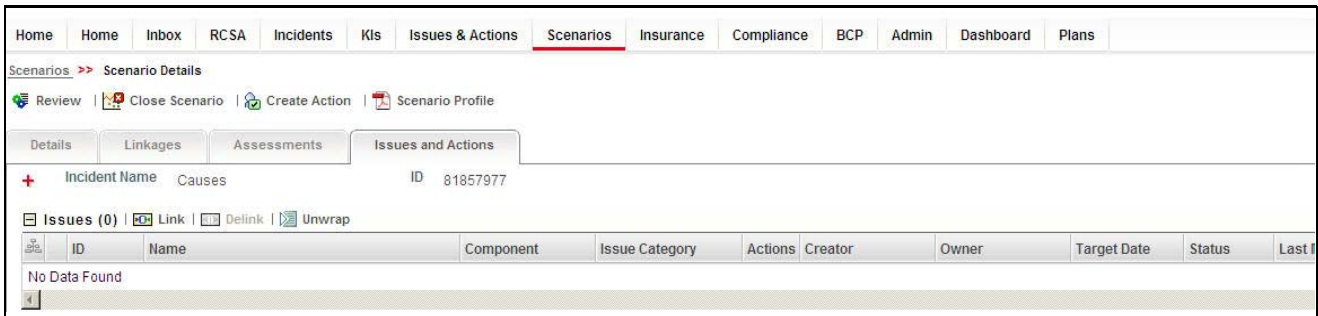 Home Home Inbox RCSA Incidents KIs Issues & Actions Scenarios Insurance Compliance BCP Admin Dashboard Plans
Scenarios >> Scenario Details
Review | Close Scenario | Create Action | Scenario Profile
Details Linkages Assessments Issues and Actions
+ Incident Name Causes ID 81857977
Issues (0) | Link | Delink | Unwrap
ID Name Component Issue Category Actions Creator Owner Target Date Status Last
No Data Found